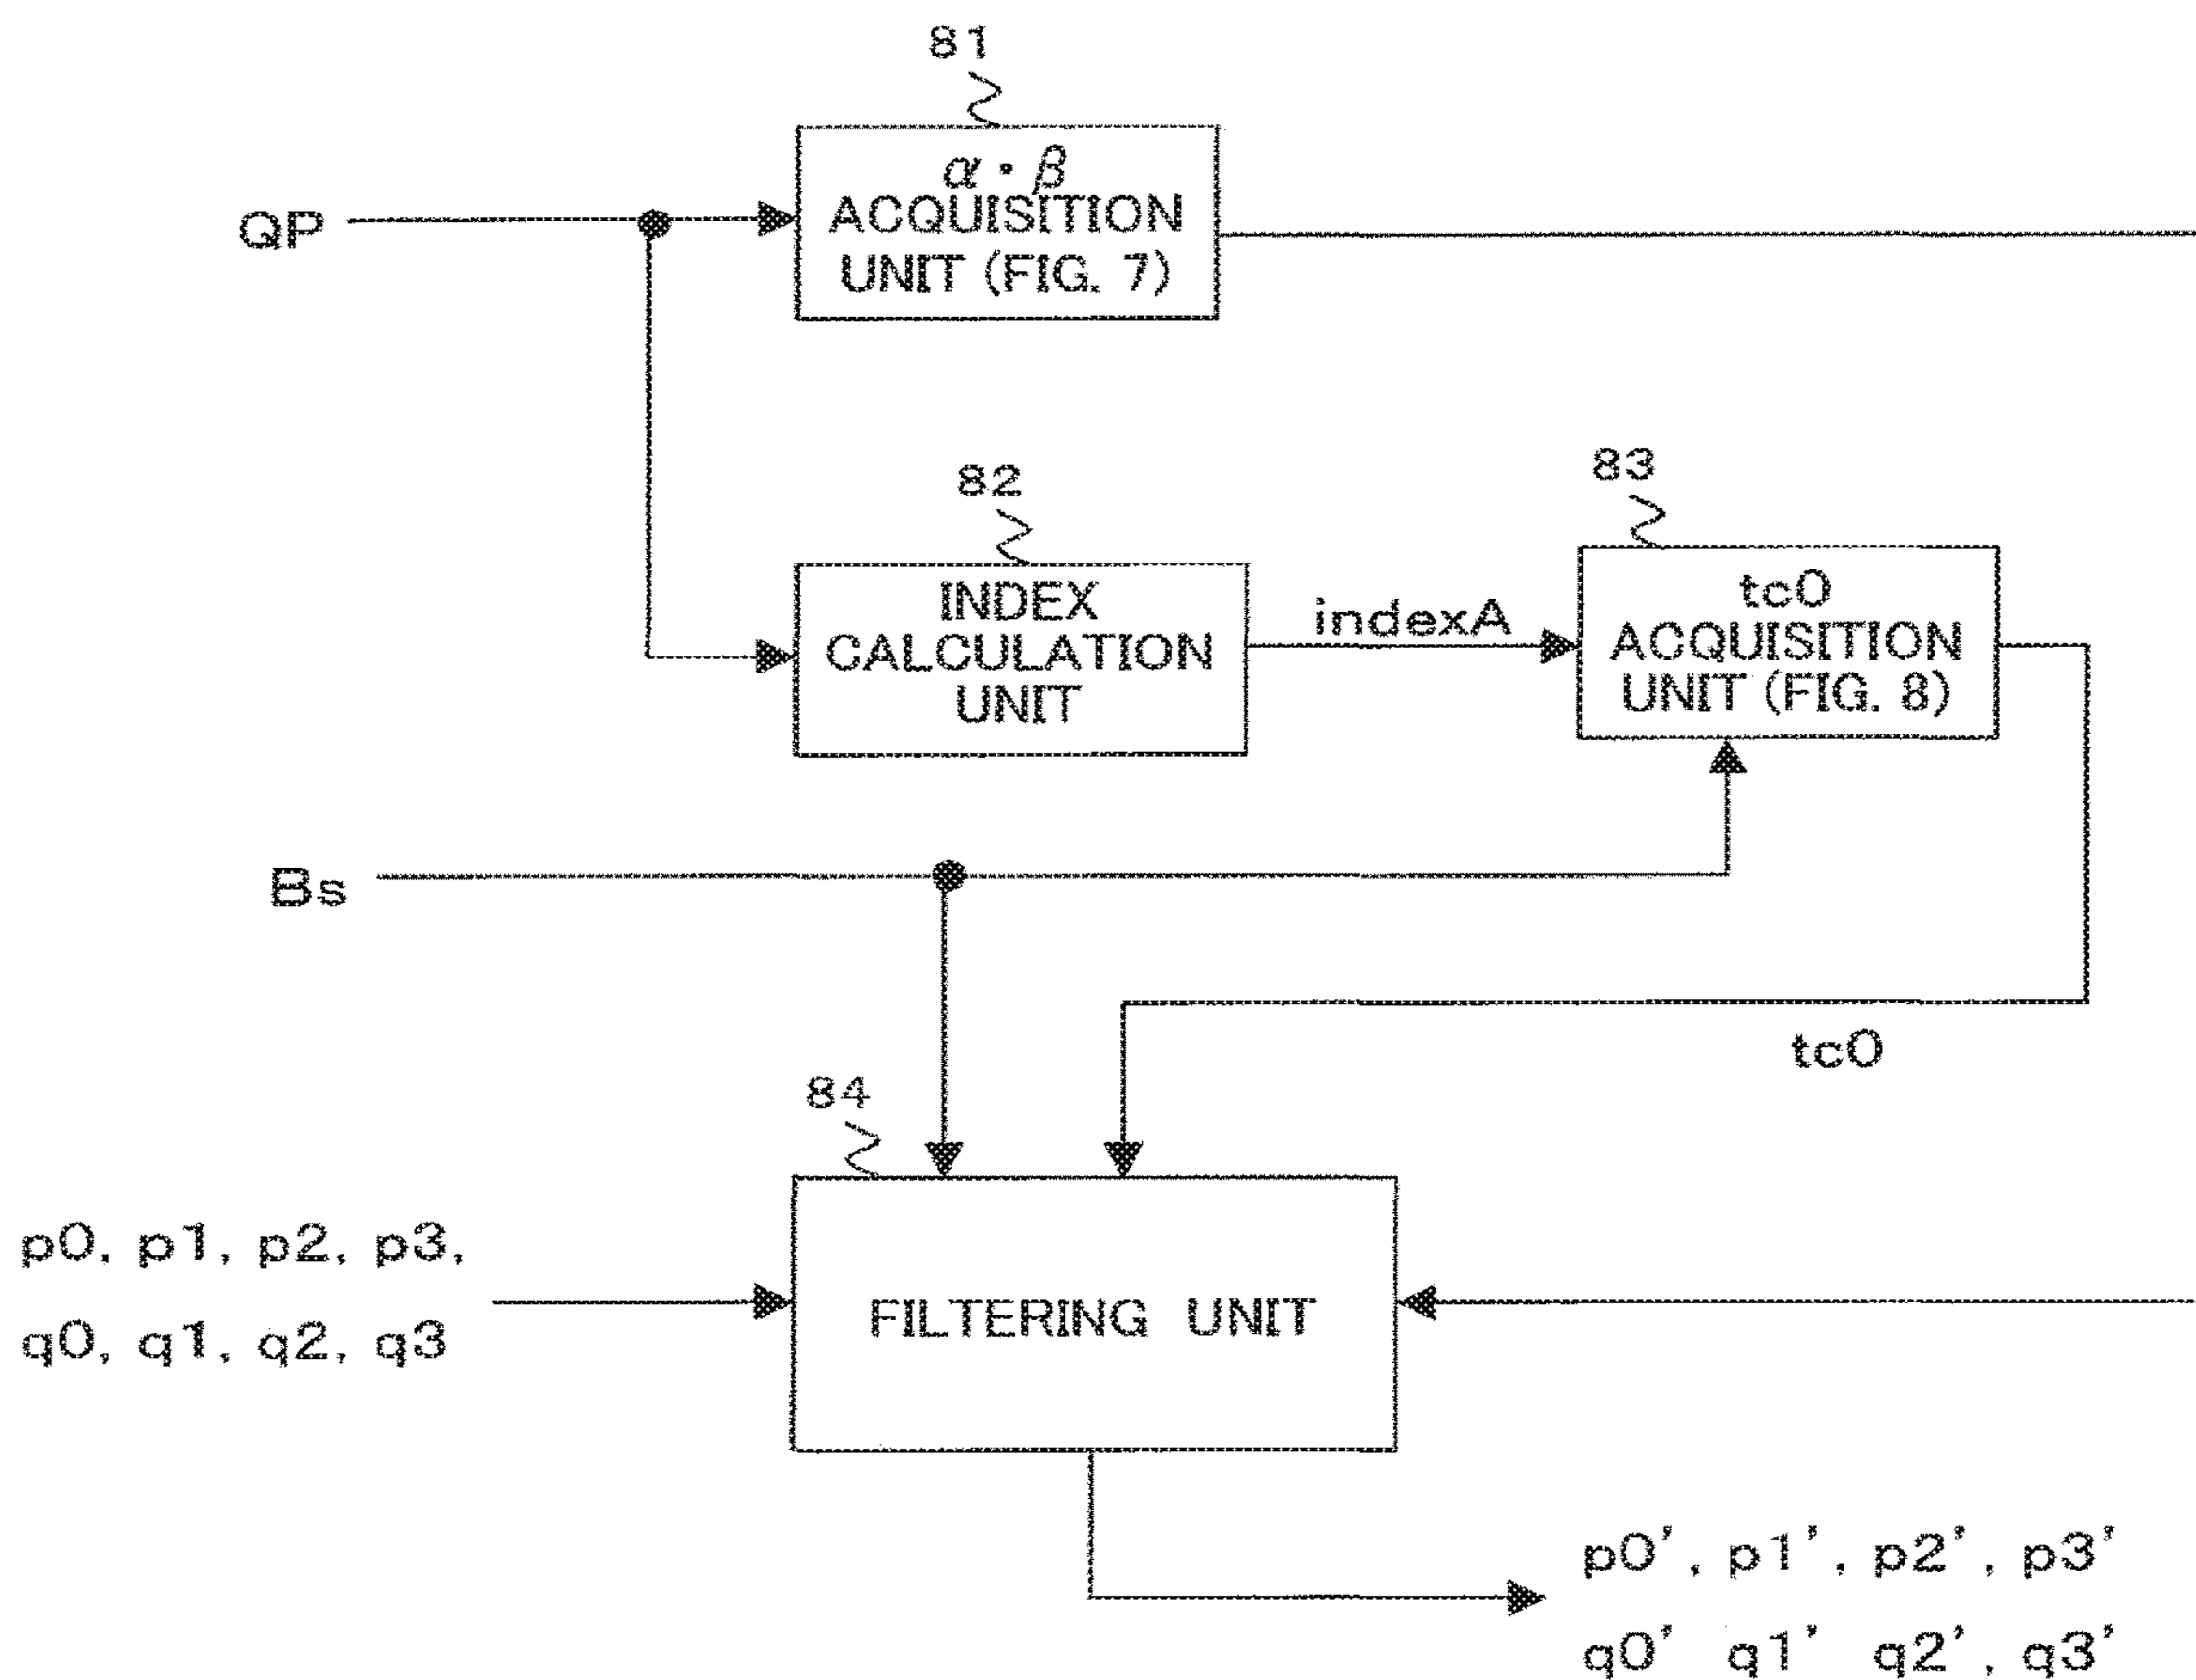 81
α・β
ACQUISITION
UNIT (FIG. 7)
QP
82
83
INDEX
CALCULATION
UNIT
indexA
tc0
ACQUISITION
UNIT (FIG. 8)
Bs
tc0
84
p0, p1, p2, p3,
q0, q1, q2, q3
FILTERING UNIT
p0', p1', p2', p3'
q0' q1' q2', q3'